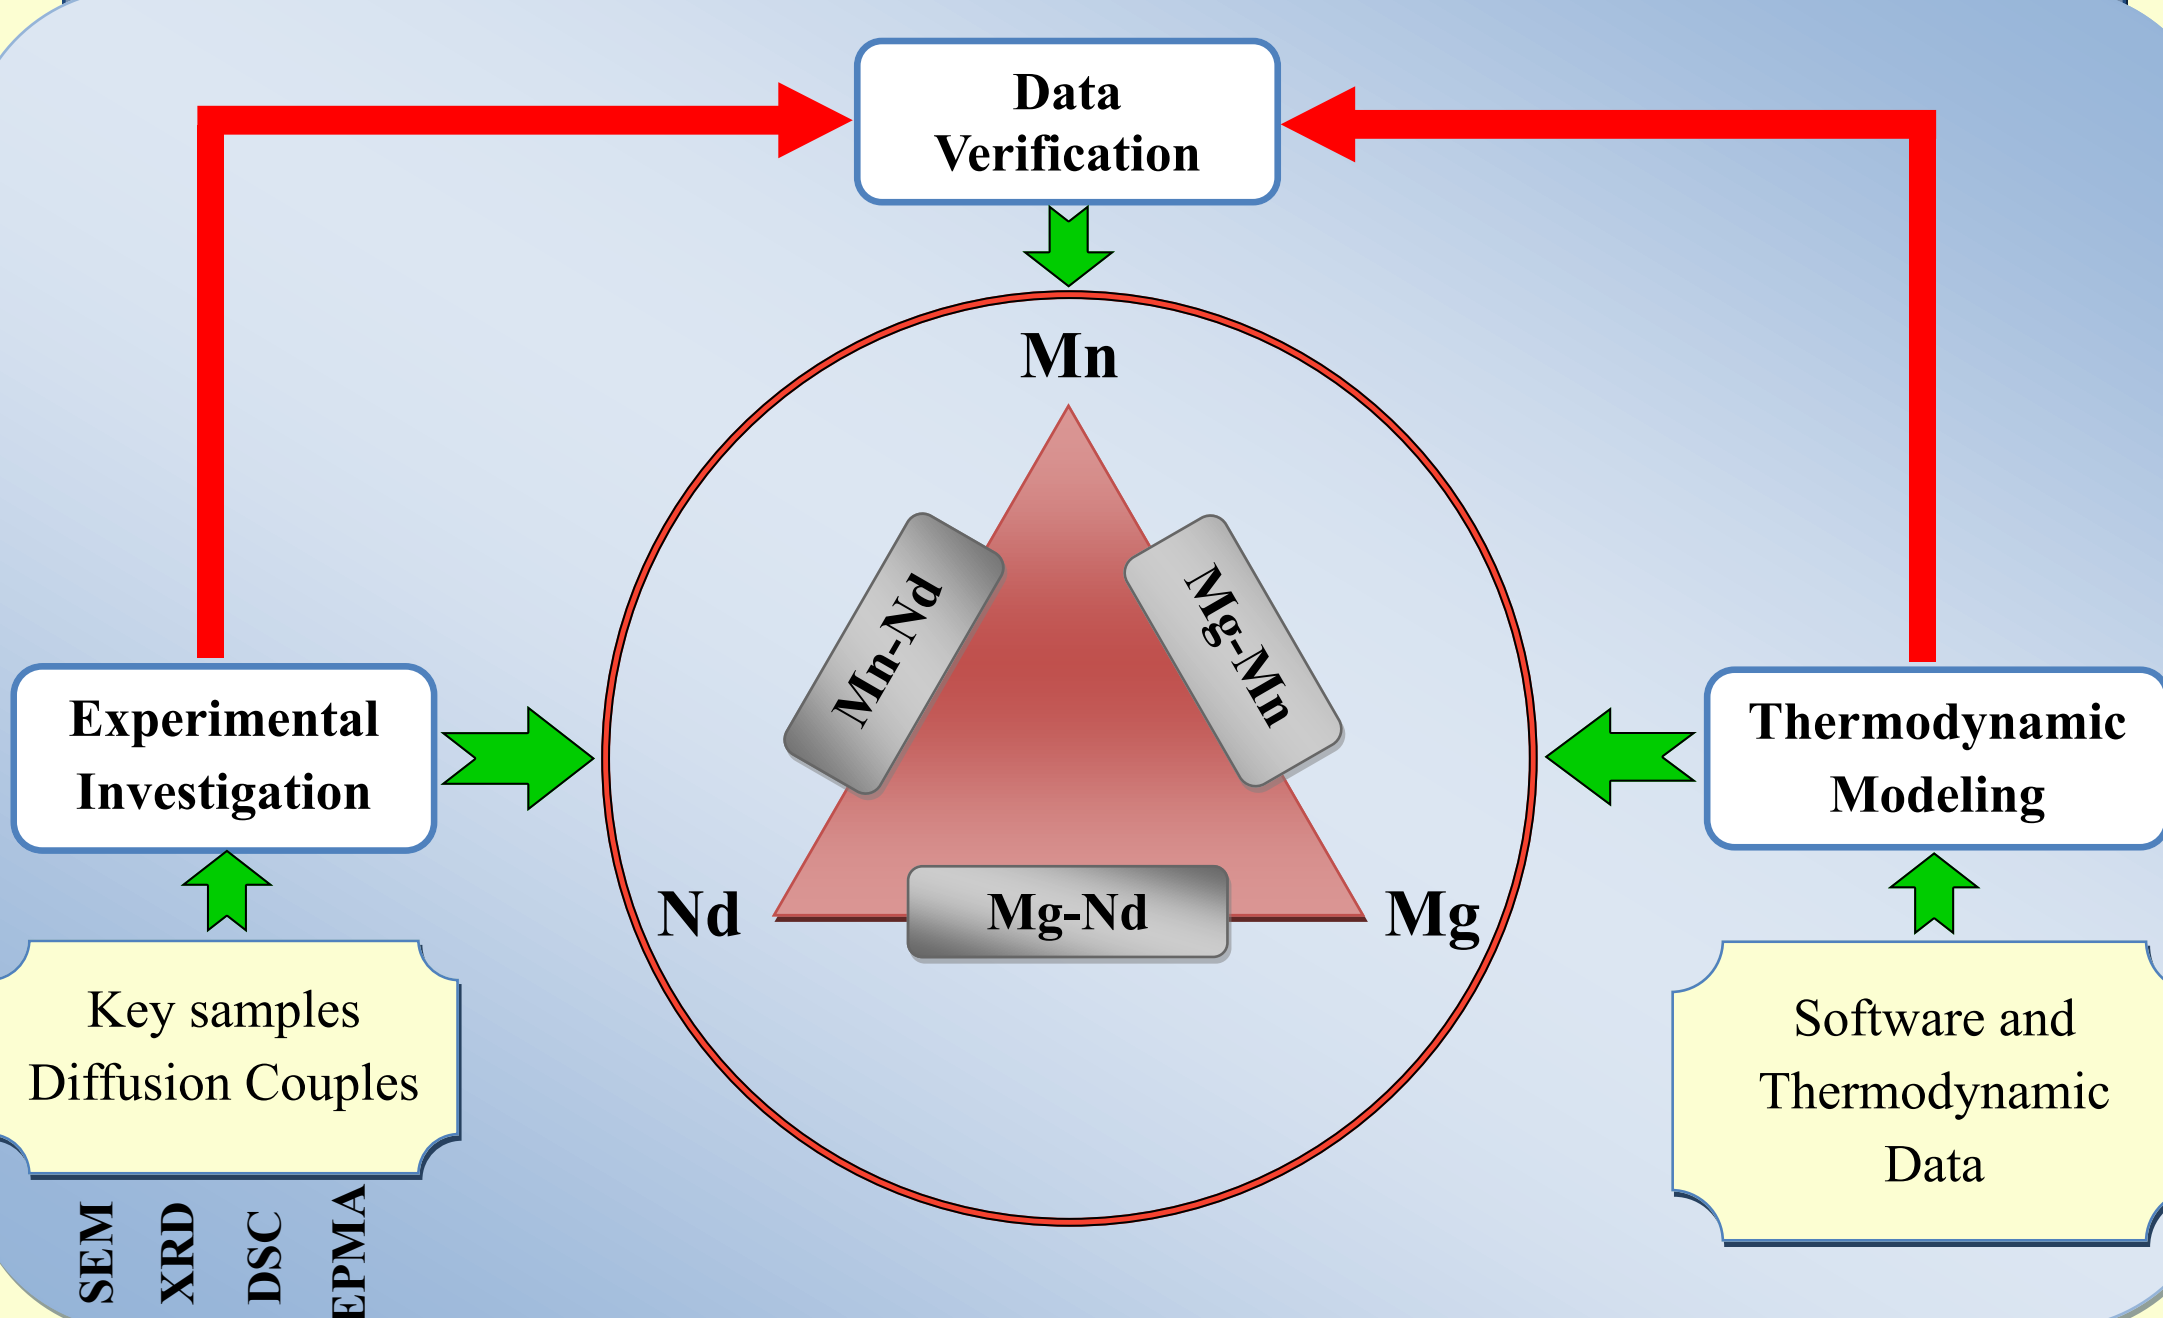 Data
Verification
Mn
Mn-Nd
Mg-Mn
Experimental
Investigation
Thermodynamic
Modeling
Nd
Mg-Nd
Mg
Key samples
Diffusion Couples
Software and
Thermodynamic
Data
SEM
XRD
DSC
EPMA